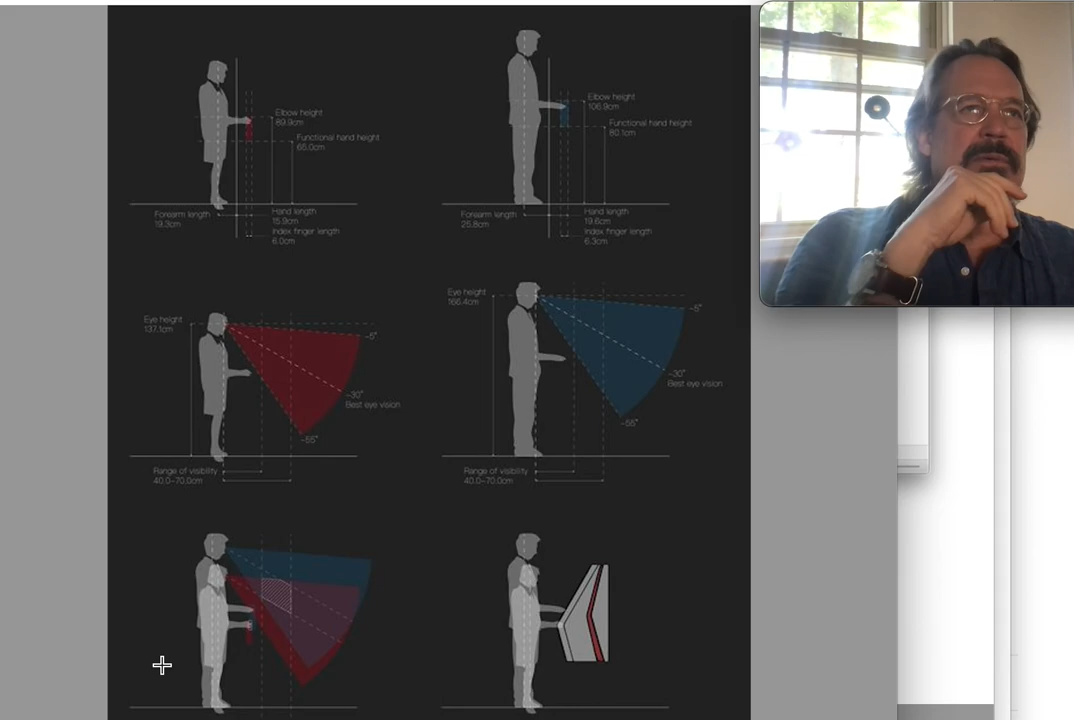 Elbow height
89.9cm
Functional hand height
65.0cm
Forearm length
19.3cm
Hand length
15.9cm
Index finger length
6.0cm
Elbow height
106.9cm
Functional hand height
80.1cm
Forearm length
25.8cm
Hand length
19.6cm
Index finger length
6.3cm
Eye height
137.1cm
-5°
-30°
Best eye vision
-55°
Range of visibility
40.0-70.0cm
Eye height
166.4cm
-5°
-30°
Best eye vision
-55°
Range of visibility
40.0-70.0cm